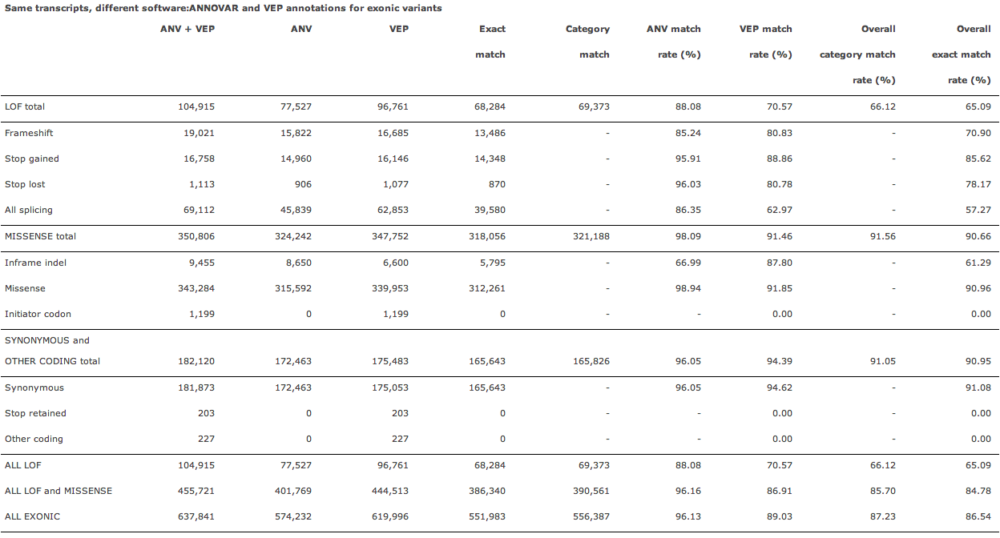 Same transcripts, different software:ANNOVAR and VEP annotations for exonic variants
ANV + VEP ANV VEP Exact Category ANV match VEP match Overall Overall
match match rate (%) rate (%) category match exact match
rate (%) rate (%)
LOF total 104,915 77,527 96,761 68,284 69,373 88.08 70.57 66.12 65.09
Frameshift 19,021 15,822 16,685 13,486 - 85.24 80.83 - 70.90
Stop gained 16,758 14,960 16,146 14,348 - 95.91 88.86 - 85.62
Stop lost 1,113 906 1,077 870 - 96.03 80.78 - 78.17
All splicing 69,112 45,839 62,853 39,580 - 86.35 62.97 - 57.27
MISSENSE total 350,806 324,242 347,752 318,056 321,188 98.09 91.46 91.56 90.66
Inframe indel 9,455 8,650 6,600 5,795 - 66.99 87.80 - 61.29
Missense 343,284 315,592 339,953 312,261 - 98.94 91.85 - 90.96
Initiator codon 1,199 0 1,199 0 - - 0.00 - 0.00
SYNONYMOUS and
OTHER CODING total 182,120 172,463 175,483 165,643 165,826 96.05 94.39 91.05 90.95
Synonymous 181,873 172,463 175,053 165,643 - 96.05 94.62 - 91.08
Stop retained 203 0 203 0 - - 0.00 - 0.00
Other coding 227 0 227 0 - - 0.00 - 0.00
ALL LOF 104,915 77,527 96,761 68,284 69,373 88.08 70.57 66.12 65.09
ALL LOF and MISSENSE 455,721 401,769 444,513 386,340 390,561 96.16 86.91 85.70 84.78
ALL EXONIC 637,841 574,232 619,996 551,983 556,387 96.13 89.03 87.23 86.54